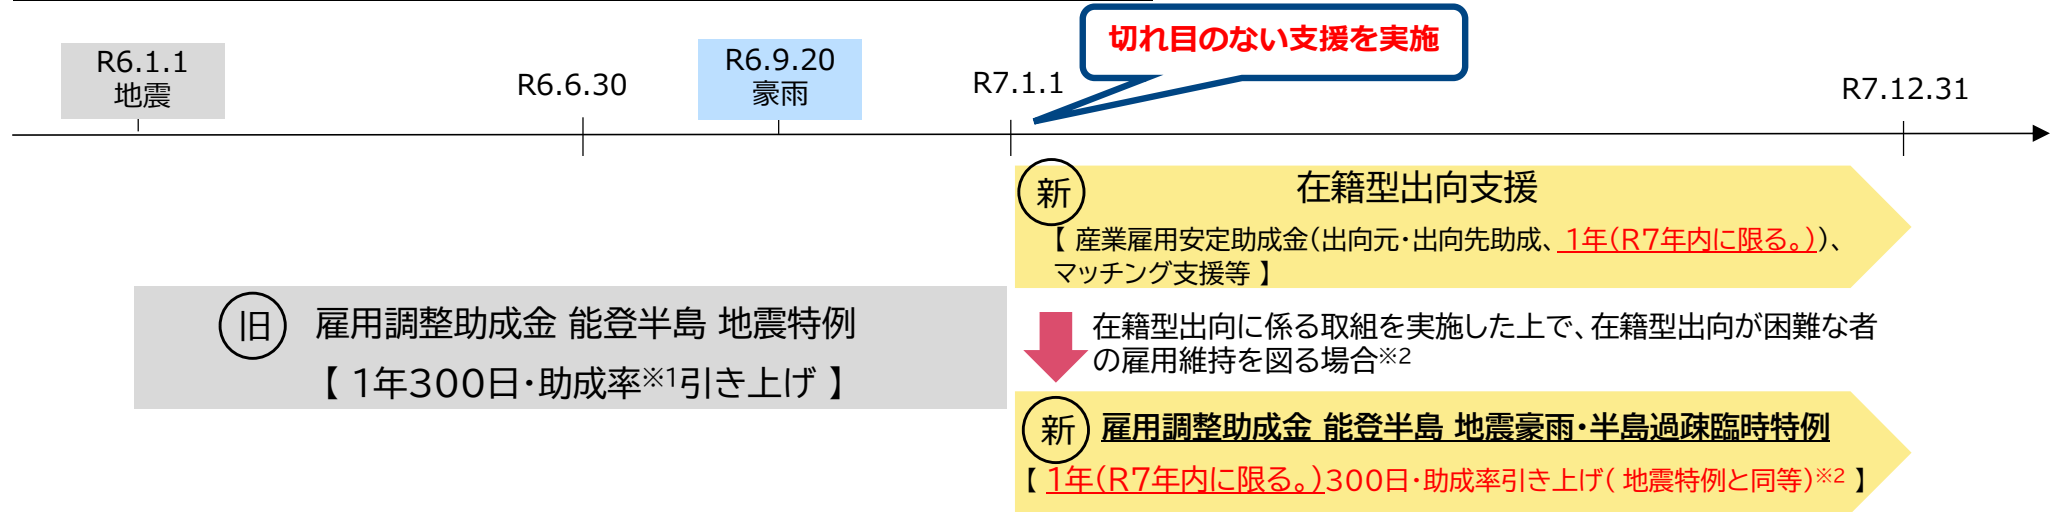 切れ目のない支援を実施
R6.1.1
地震
R6.6.30
R6.9.20
豪雨
R7.1.1
R7.12.31
新
在籍型出向支援
【 産業雇用安定助成金(出向元・出向先助成、 1年(R7年内に限る。))、
マッチング支援等 】
旧
雇用調整助成金 能登半島 地震特例
【 1年300日・助成率※1引き上げ 】
在籍型出向に係る取組を実施した上で、在籍型出向が困難な者
の雇用維持を図る場合※2
新
雇用調整助成金 能登半島 地震豪雨・半島過疎臨時特例
【 1年(R7年内に限る。)300日・助成率引き上げ( 地震特例と同等)※2 】